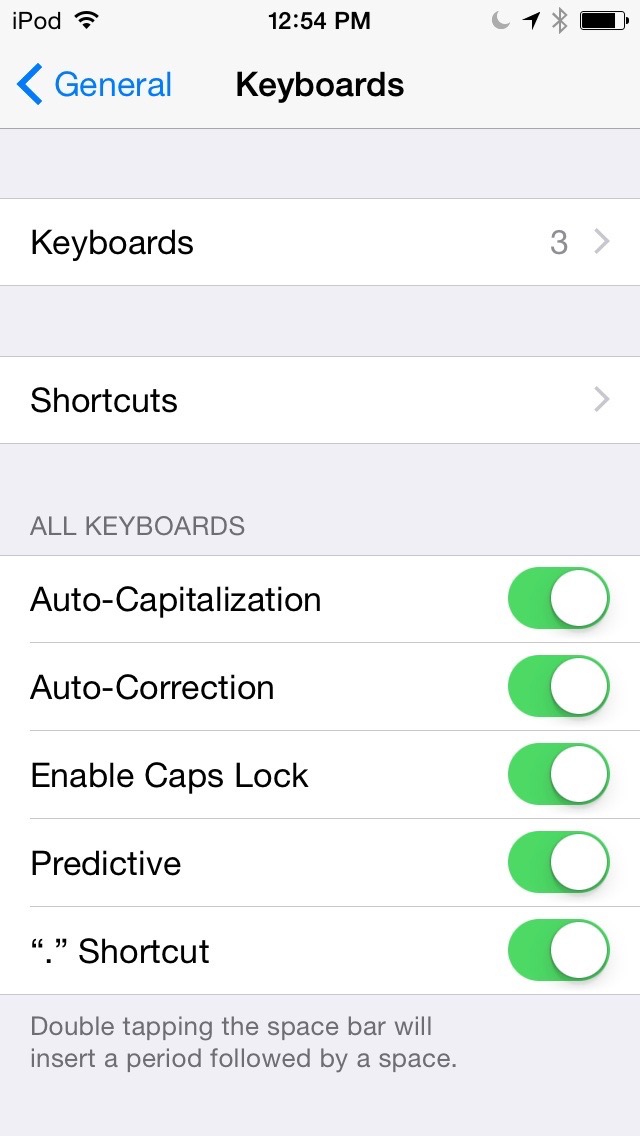 iPod 12:54 PM
General Keyboards
Keyboards 3
Shortcuts
ALL KEYBOARDS
Auto-Capitalization
Auto-Correction
Enable Caps Lock
Predictive
“.” Shortcut
Double tapping the space bar will
insert a period followed by a space.